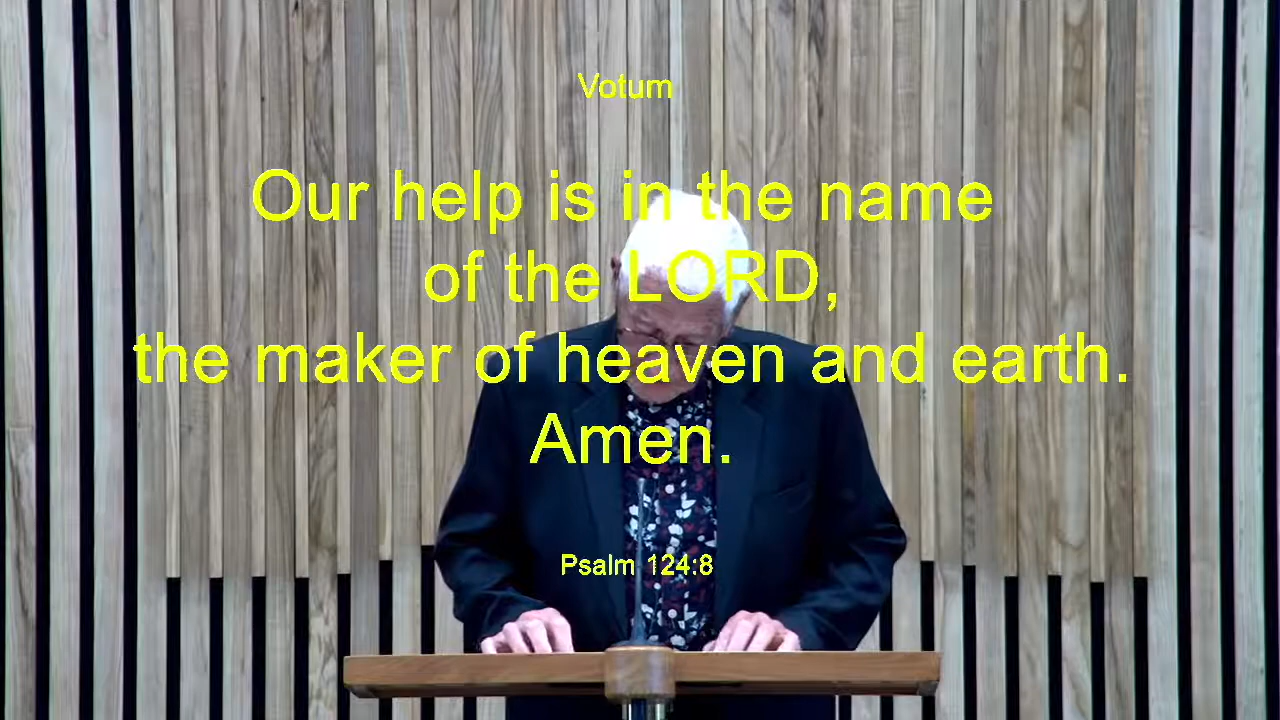 Votum
Our help is in the name
of the LORD,
the maker of heaven and earth.
Amen.
Psalm 124:8